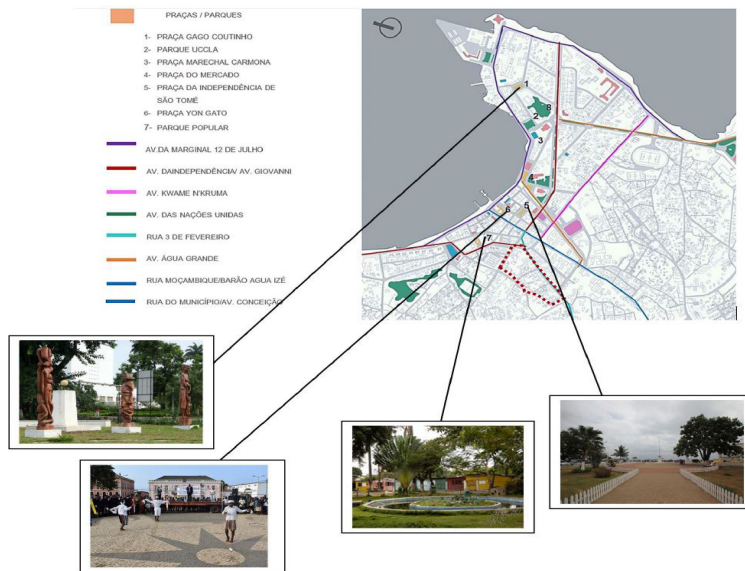 PRAÇAS / PARQUES
1- PRAÇA GAGO COUTINHO
2- PARQUE UCCLA
3- PRAÇA MARECHAL CARMONA
4- PRAÇA DO MERCADO
5- PRAÇA DA INDEPENDÊNCIA DE
SÃO TOMÉ
6- PRAÇA YON GATO
7- PARQUE POPULAR
AV.DA MARGINAL 12 DE JULHO
AV. DAINDEPENDÊNCIA/ AV. GIOVANNI
AV. KWAME N'KRUMA
AV. DAS NAÇÕES UNIDAS
RUA 3 DE FEVEREIRO
AV. ÁGUA GRANDE
RUA MOÇAMBIQUE/BARÃO AGUA IZÉ
RUA DO MUNICÍPIO/AV. CONCEIÇÃO
1
8
2
3
4
5
6
7